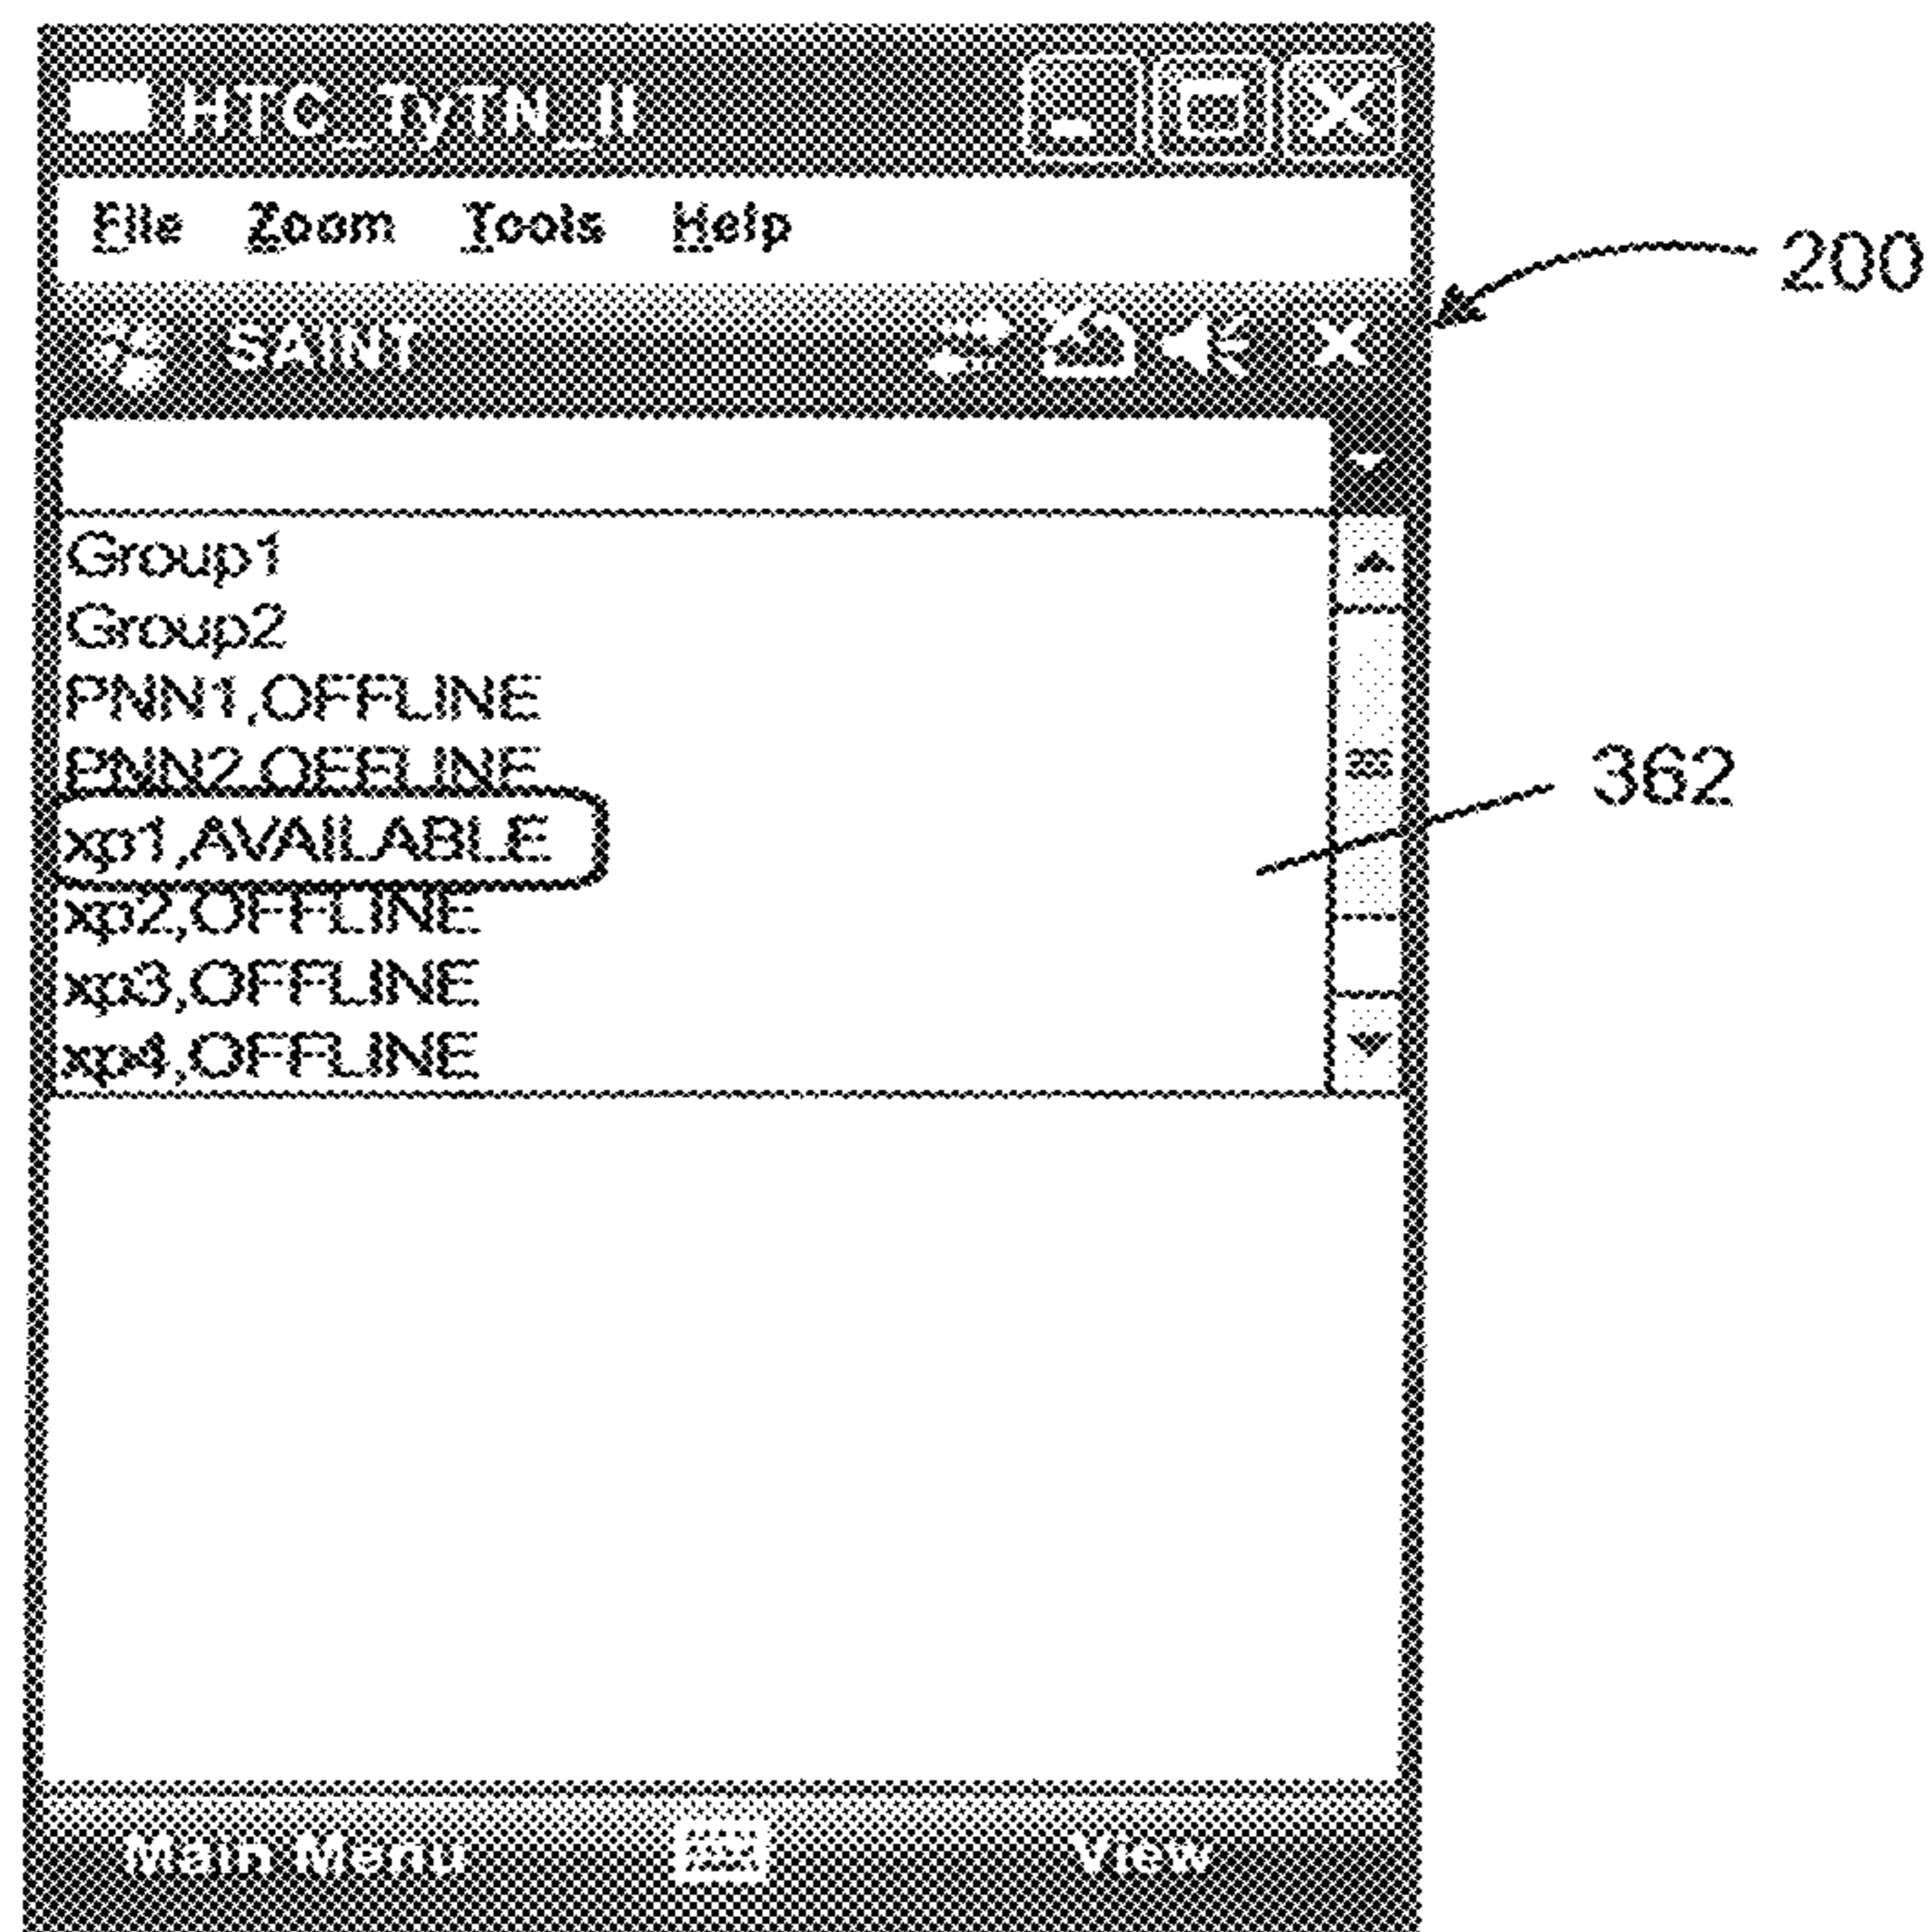 HTC_TyTN_II
File Zoom Tools Help
200
SAINT
Group1
Group2
PNN1,OFFLINE
PNN2,OFFLINE
362
xp1,AVAILABLE
xp2,OFFLINE
xp3,OFFLINE
xp4,OFFLINE
Main Menu View